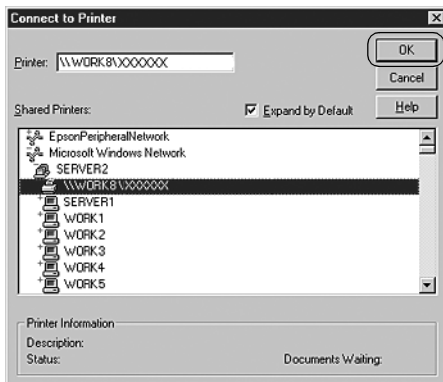 Connect to Printer
Printer: \\WORK8\XXXXXX
OK
Cancel
Shared Printers:
Expand by Default
Help
EpsonPeripheralNetwork
Microsoft Windows Network
SERVER2
\\WORK8\XXXXXX
SERVER1
WORK1
WORK2
WORK3
WORK4
WORK5
Printer Information
Description:
Status:
Documents Waiting: